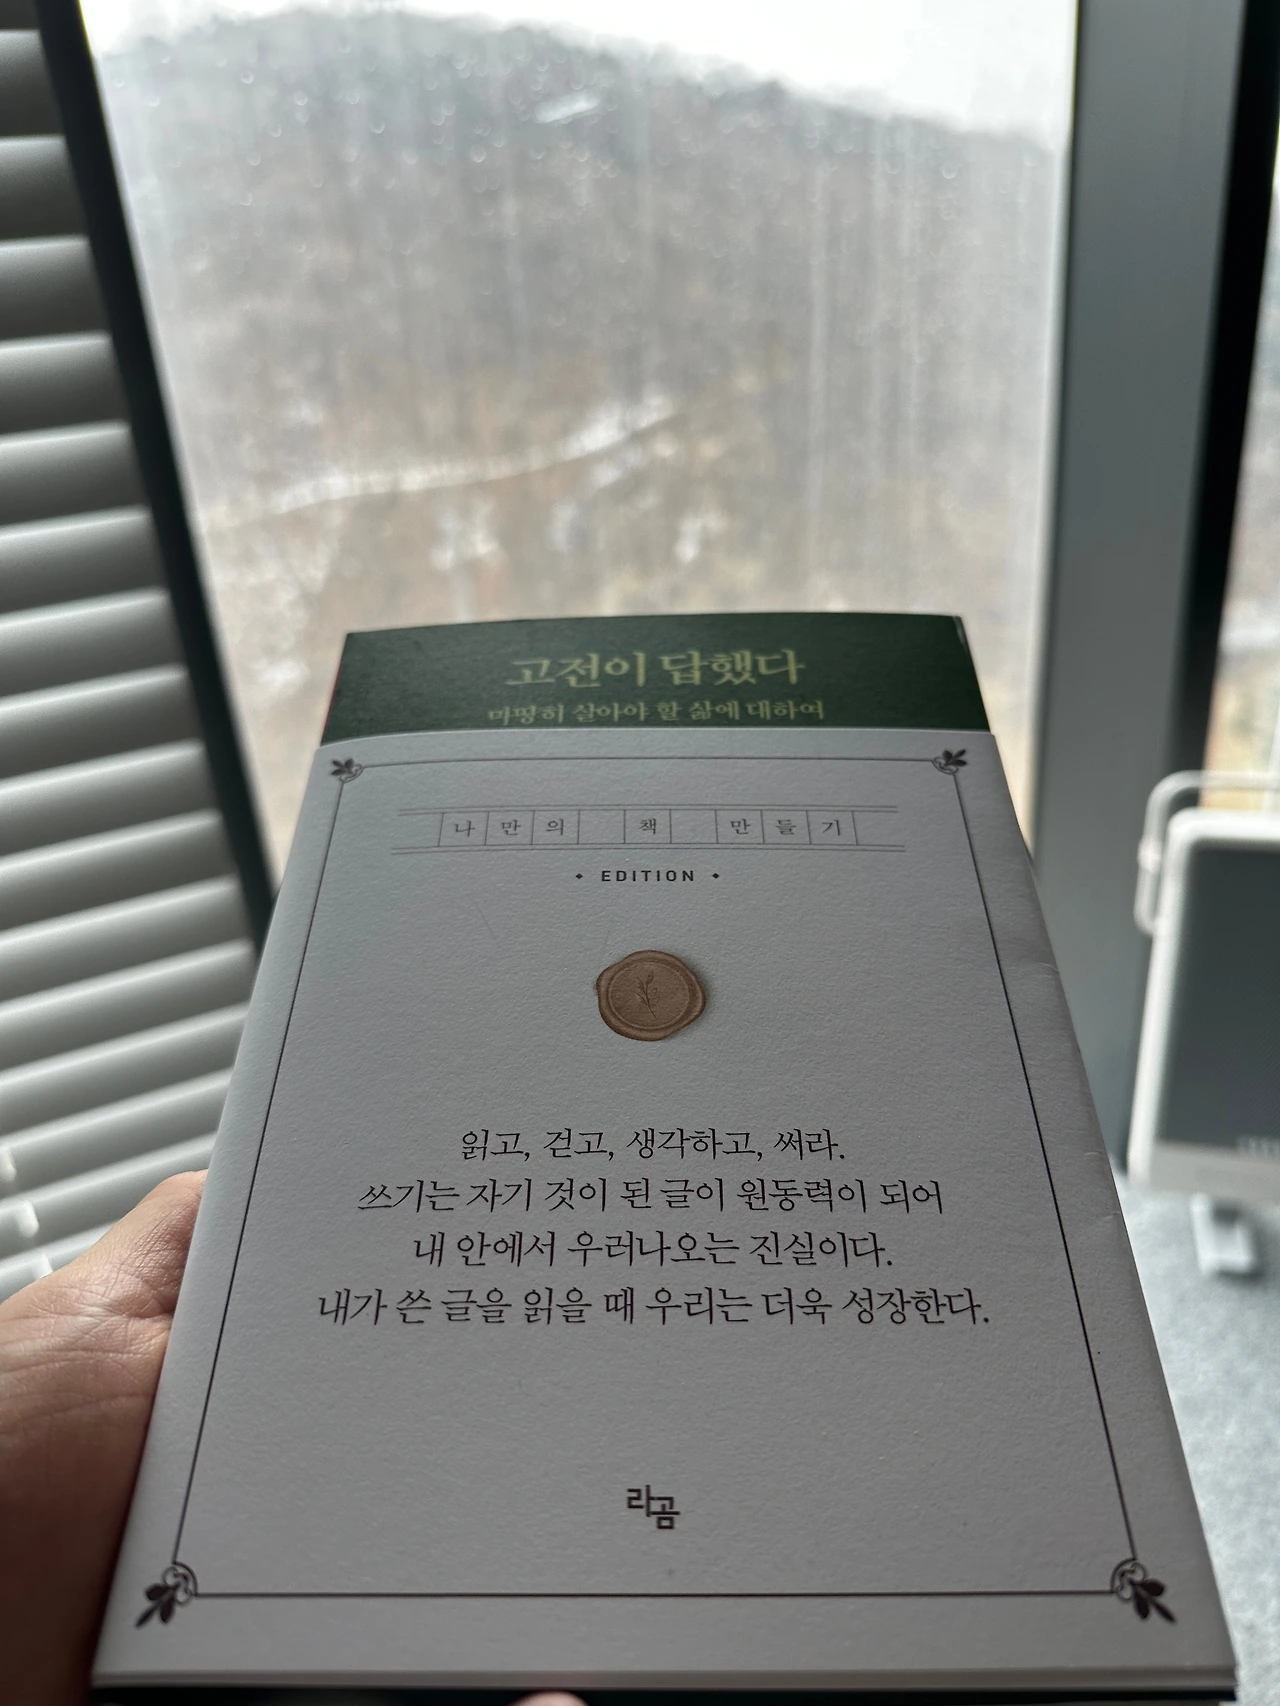 고전이 답했다
마땅히 살아야 할 삶에 대하여
나만의 책 만들기
EDITION
읽고, 걷고, 생각하고, 써라.
쓰기는 자기 것이 된 글이 원동력이 되어
내 안에서 우러나오는 진실이다.
내가 쓴 글을 읽을 때 우리는 더욱 성장한다.
라곰